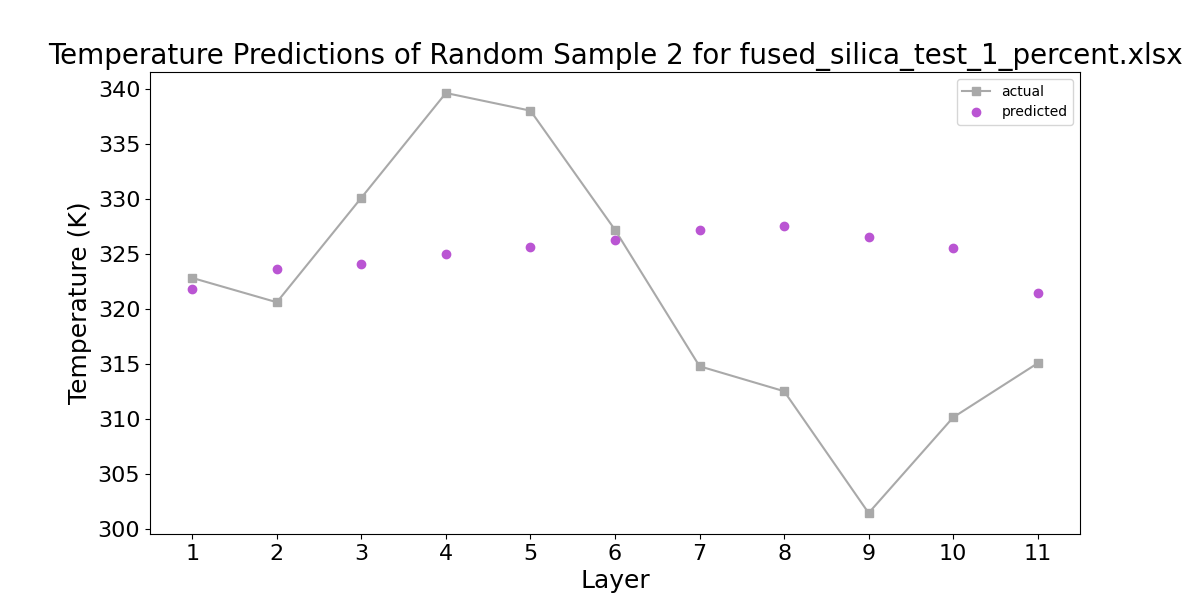 Temperature Predictions of Random Sample 2 for fused_silica_test_1_percent.xlsx
actual
predicted
Temperature (K)
340
335
330
325
320
315
310
305
300
1 2 3 4 5 6 7 8 9 10 11
Layer